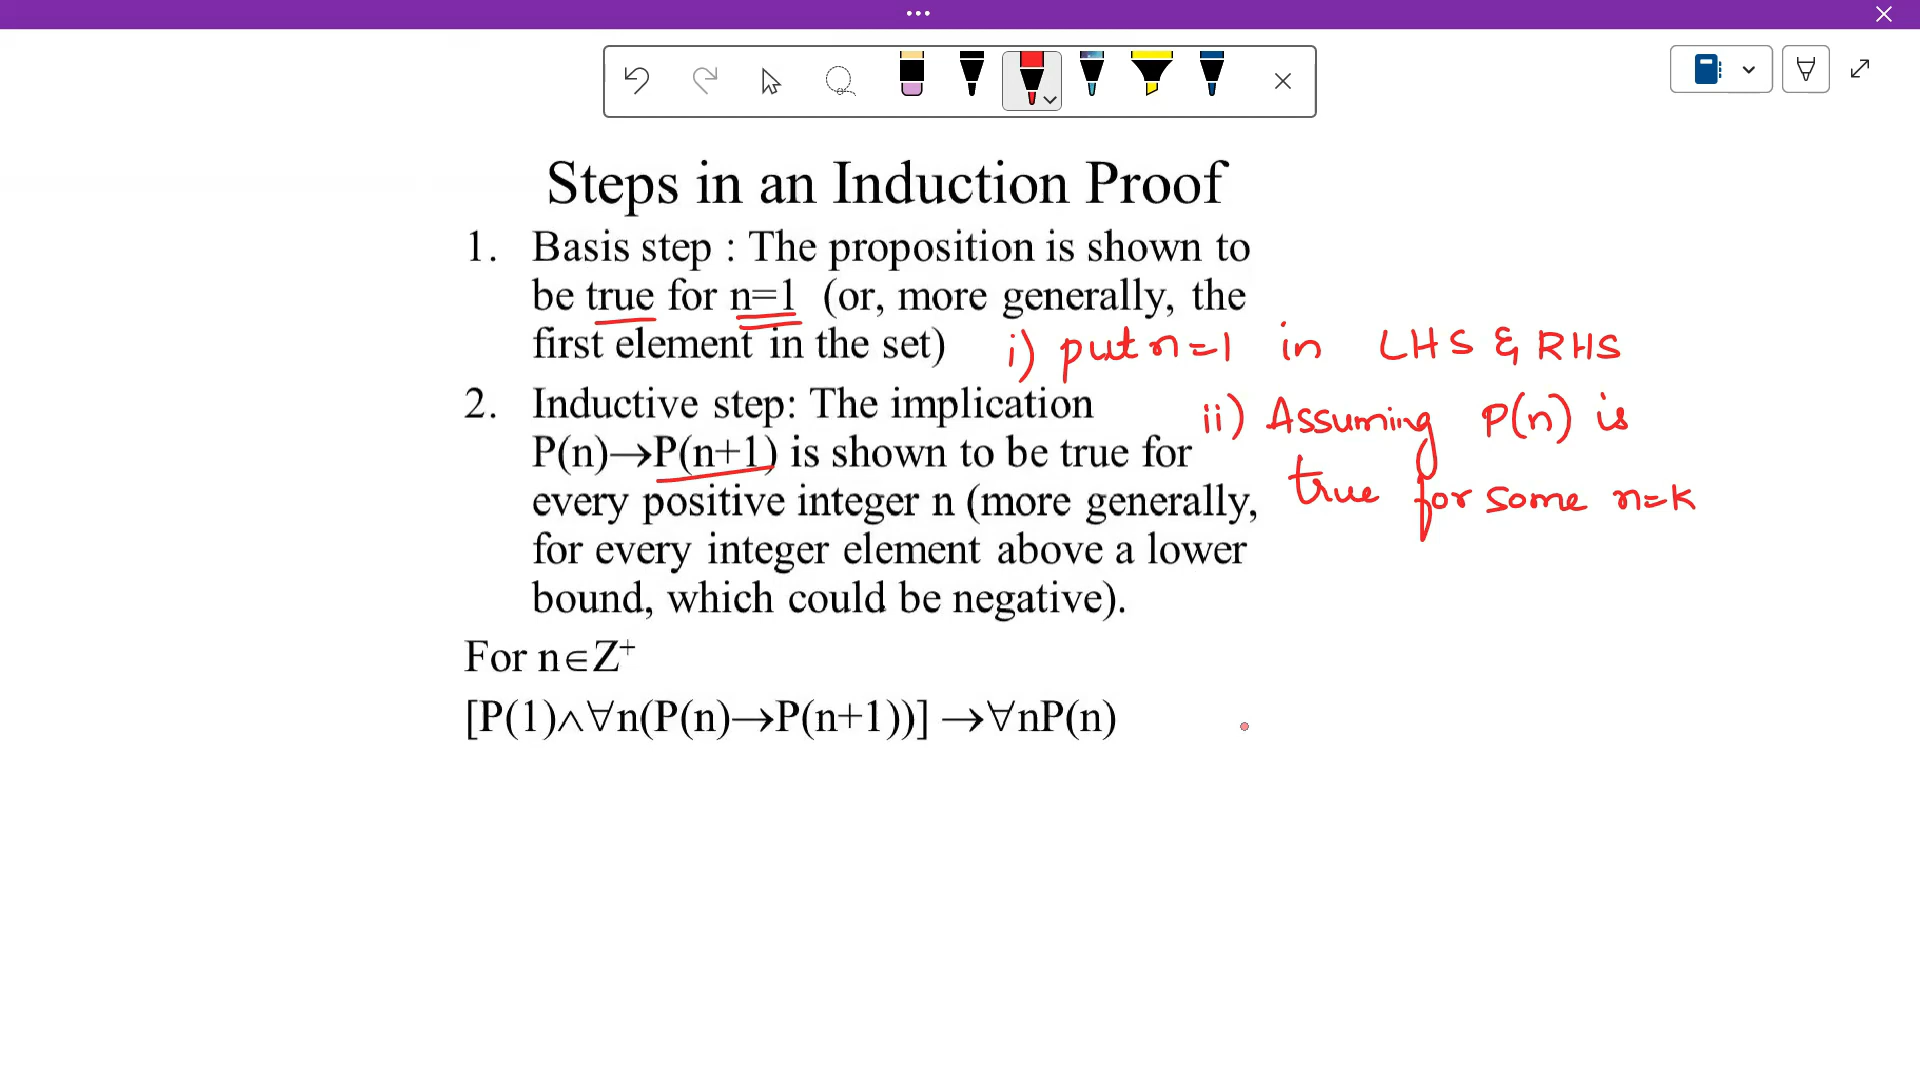 Steps in an Induction Proof
1. Basis step : The proposition is shown to
be true for n=1 (or, more generally, the
first element in the set)
i) put n=1 in LHS & RHS
2. Inductive step: The implication
P(n)→P(n+1) is shown to be true for
every positive integer n (more generally,
for every integer element above a lower
bound, which could be negative).
ii) Assuming P(n) is
true for some n=k
For n∈Z⁺
[P(1)∧∀n(P(n)→P(n+1))] →∀nP(n)